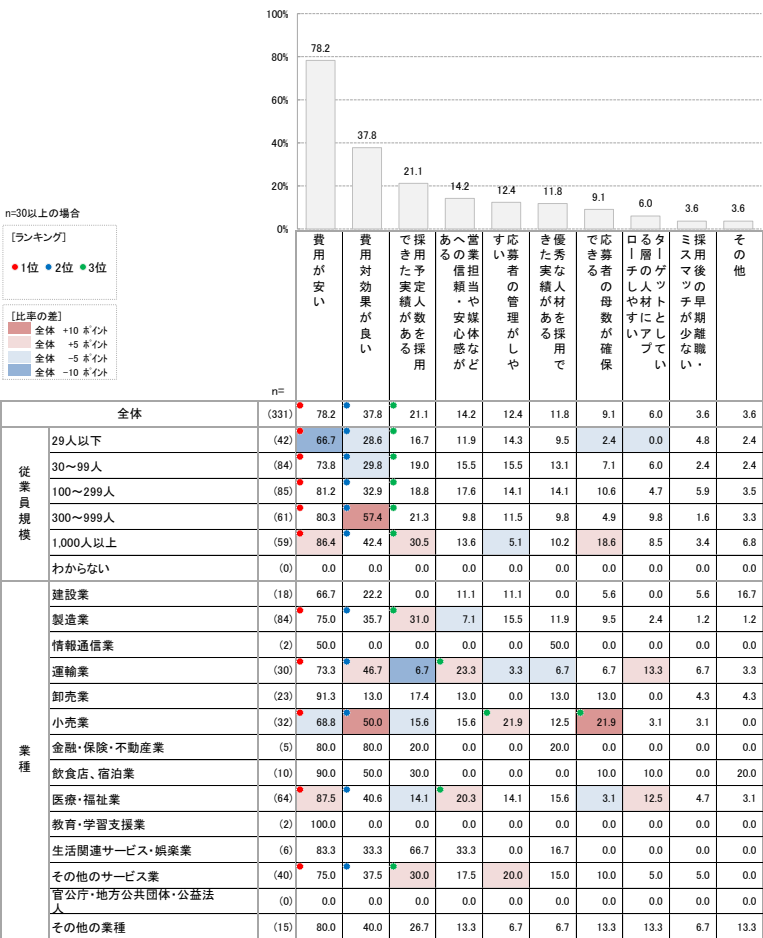 100%
80%
60%
40%
20%
0%
78.2
37.8
21.1
14.2
12.4
11.8
9.1
6.0
3.6
3.6
n=30以上の場合
[ランキング]
●1位 ●2位 ●3位
[比率の差]
全体 +10 ポイント
全体 +5 ポイント
全体 -5 ポイント
全体 -10 ポイント
n=
費用が安い
費用対効果が良い
採用予定人数を採用
できた実績がある
営業担当や媒体など
への信頼・安心感が
ある
応募者の管理がしや
すい
優秀な人材を採用で
きた実績がある
応募者の母数が確保
できる
ターゲットとしてい
る層の人材にアプ
ローチしやすい
採用後の早期離職・
ミスマッチが少ない
その他
全体 (331) 78.2 37.8 21.1 14.2 12.4 11.8 9.1 6.0 3.6 3.6
従業員規模
29人以下 (42) 66.7 28.6 16.7 11.9 14.3 9.5 2.4 0.0 4.8 2.4
30～99人 (84) 73.8 29.8 19.0 15.5 15.5 13.1 7.1 6.0 2.4 2.4
100～299人 (85) 81.2 32.9 18.8 17.6 14.1 14.1 10.6 4.7 5.9 3.5
300～999人 (61) 80.3 57.4 21.3 9.8 11.5 9.8 4.9 9.8 1.6 3.3
1,000人以上 (59) 86.4 42.4 30.5 13.6 5.1 10.2 18.6 8.5 3.4 6.8
わからない (0) 0.0 0.0 0.0 0.0 0.0 0.0 0.0 0.0 0.0 0.0
業種
建設業 (18) 66.7 22.2 0.0 11.1 11.1 0.0 5.6 0.0 5.6 16.7
製造業 (84) 75.0 35.7 31.0 7.1 15.5 11.9 9.5 2.4 1.2 1.2
情報通信業 (2) 50.0 0.0 0.0 0.0 0.0 50.0 0.0 0.0 0.0 0.0
運輸業 (30) 73.3 46.7 6.7 23.3 3.3 6.7 6.7 13.3 6.7 3.3
卸売業 (23) 91.3 13.0 17.4 13.0 0.0 13.0 13.0 0.0 4.3 4.3
小売業 (32) 68.8 50.0 15.6 15.6 21.9 12.5 21.9 3.1 3.1 0.0
金融・保険・不動産業 (5) 80.0 80.0 20.0 0.0 0.0 20.0 0.0 0.0 0.0 0.0
飲食店、宿泊業 (10) 90.0 50.0 30.0 0.0 0.0 0.0 10.0 10.0 0.0 20.0
医療・福祉業 (64) 87.5 40.6 14.1 20.3 14.1 15.6 3.1 12.5 4.7 3.1
教育・学習支援業 (2) 100.0 0.0 0.0 0.0 0.0 0.0 0.0 0.0 0.0 0.0
生活関連サービス・娯楽業 (6) 83.3 33.3 66.7 33.3 0.0 16.7 0.0 0.0 0.0 0.0
その他のサービス業 (40) 75.0 37.5 30.0 17.5 20.0 15.0 10.0 5.0 5.0 0.0
官公庁・地方公共団体・公益法
人 (0) 0.0 0.0 0.0 0.0 0.0 0.0 0.0 0.0 0.0 0.0
その他の業種 (15) 80.0 40.0 26.7 13.3 6.7 6.7 13.3 13.3 6.7 13.3